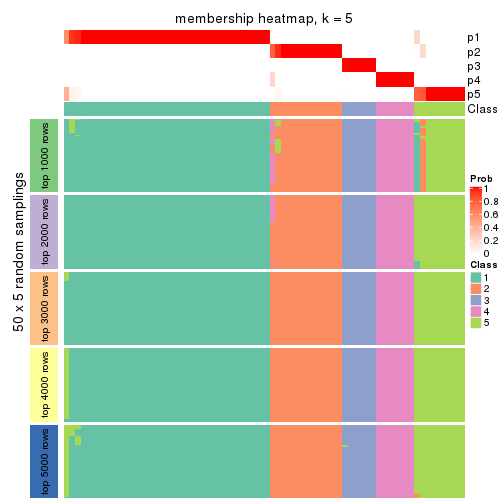 membership heatmap, k = 5
p1
p2
p3
p4
p5
Class
50 x 5 random samplings
top 1000 rows
top 2000 rows
top 3000 rows
top 4000 rows
top 5000 rows
Prob
1
0.8
0.6
0.4
0.2
0
Class
1
2
3
4
5